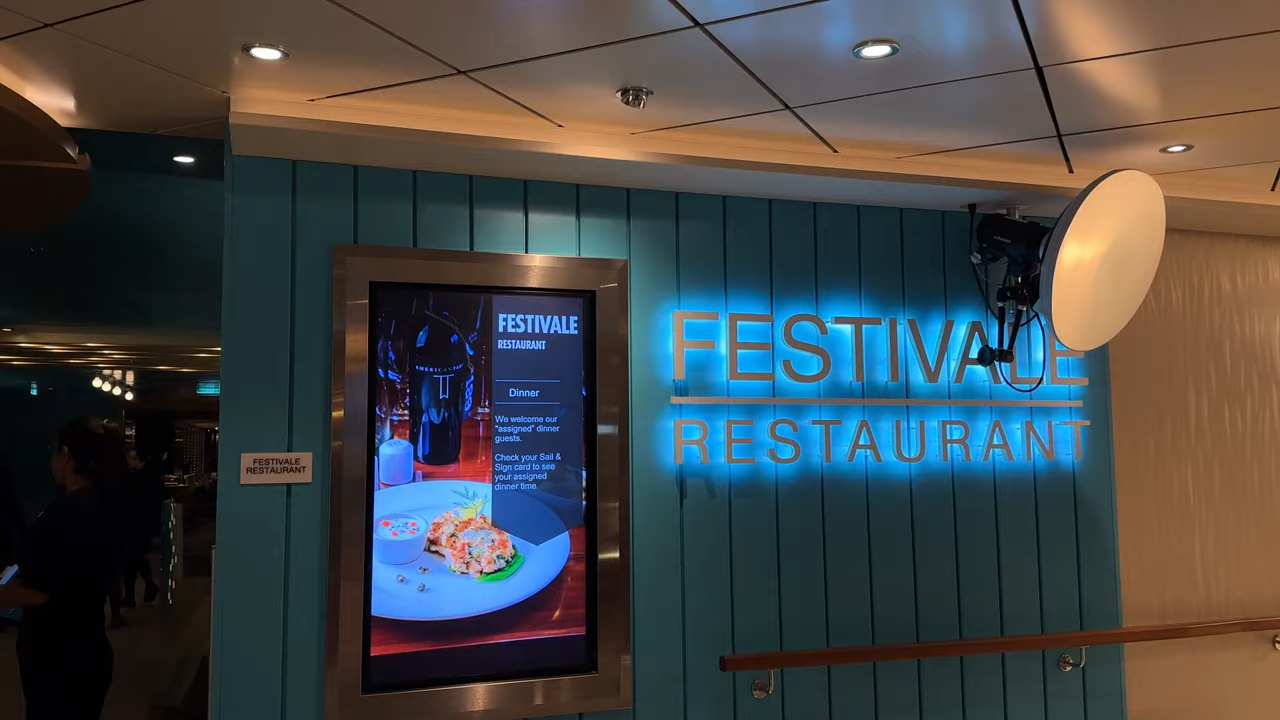 FESTIVALE
RESTAURANT
FESTIVALE
RESTAURANT
Dinner
We welcome our
"assigned" dinner
guests.
Check your Sail &
Sign card to see
your assigned
dinner time.
FESTIVALE
RESTAURANT